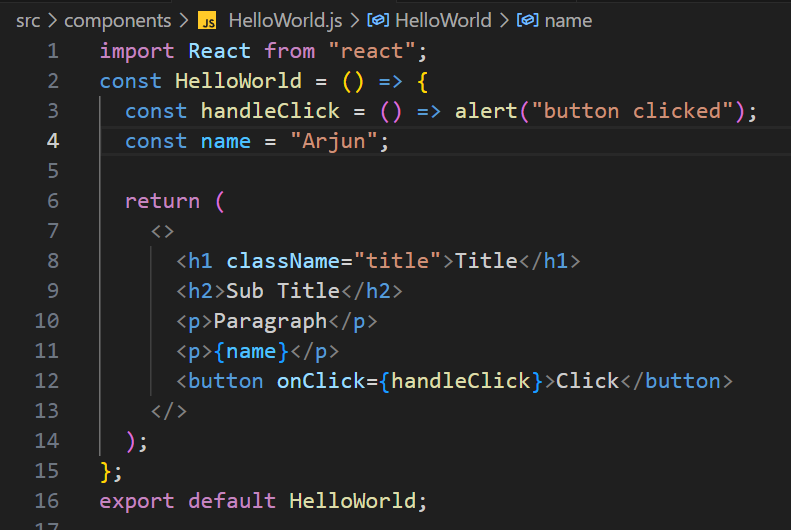 src > components > JS HelloWorld.js > HelloWorld > name
1 import React from "react";
2 const HelloWorld = () => {
3   const handleClick = () => alert("button clicked");
4   const name = "Arjun";
5
6   return (
7     <>
8       <h1 className="title">Title</h1>
9       <h2>Sub Title</h2>
10       <p>Paragraph</p>
11       <p>{name}</p>
12       <button onClick={handleClick}>Click</button>
13     </>
14   );
15 };
16 export default HelloWorld;
17